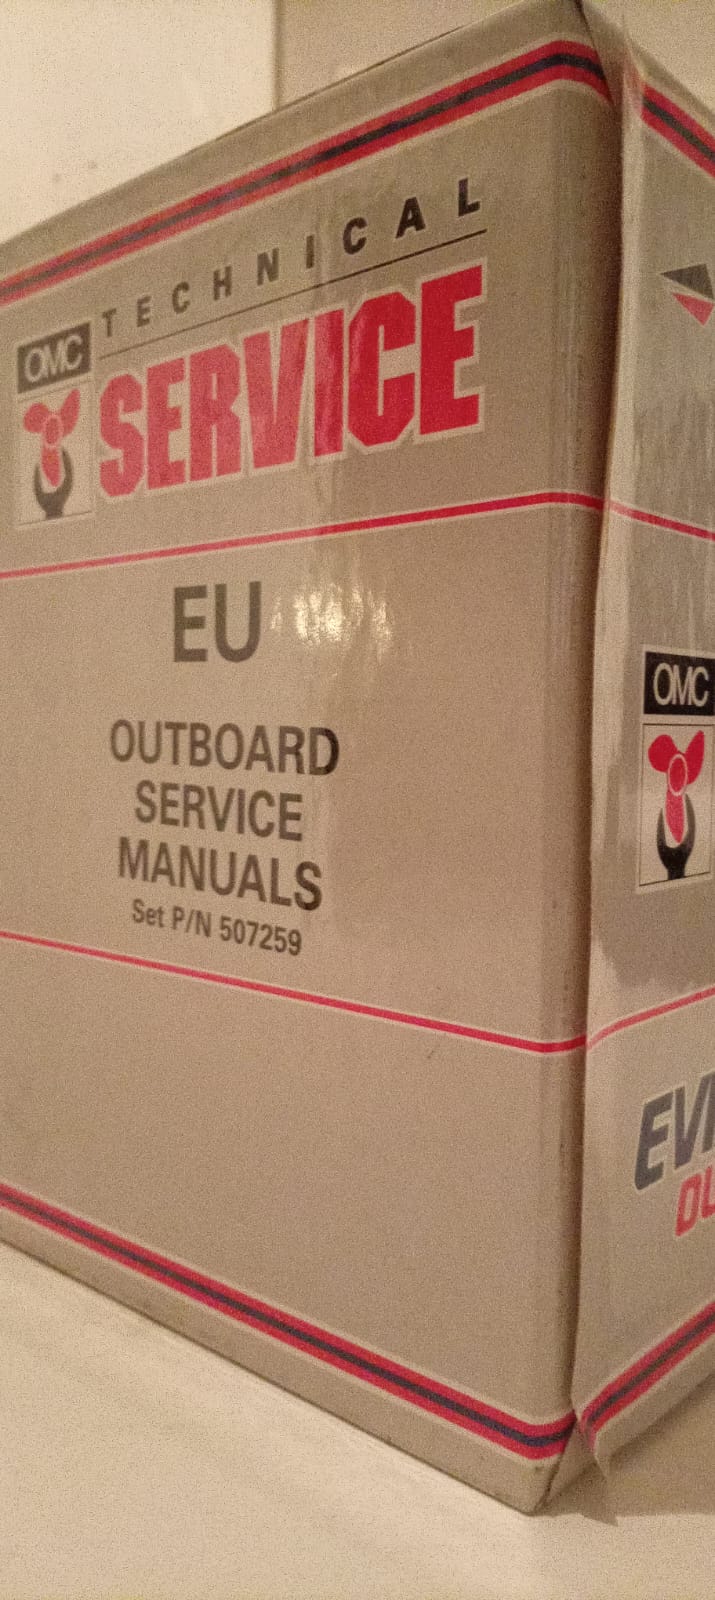 TECHNICAL
OMC
SERVICE
EU
OUTBOARD
SERVICE
MANUALS
Set P/N 507259
OMC